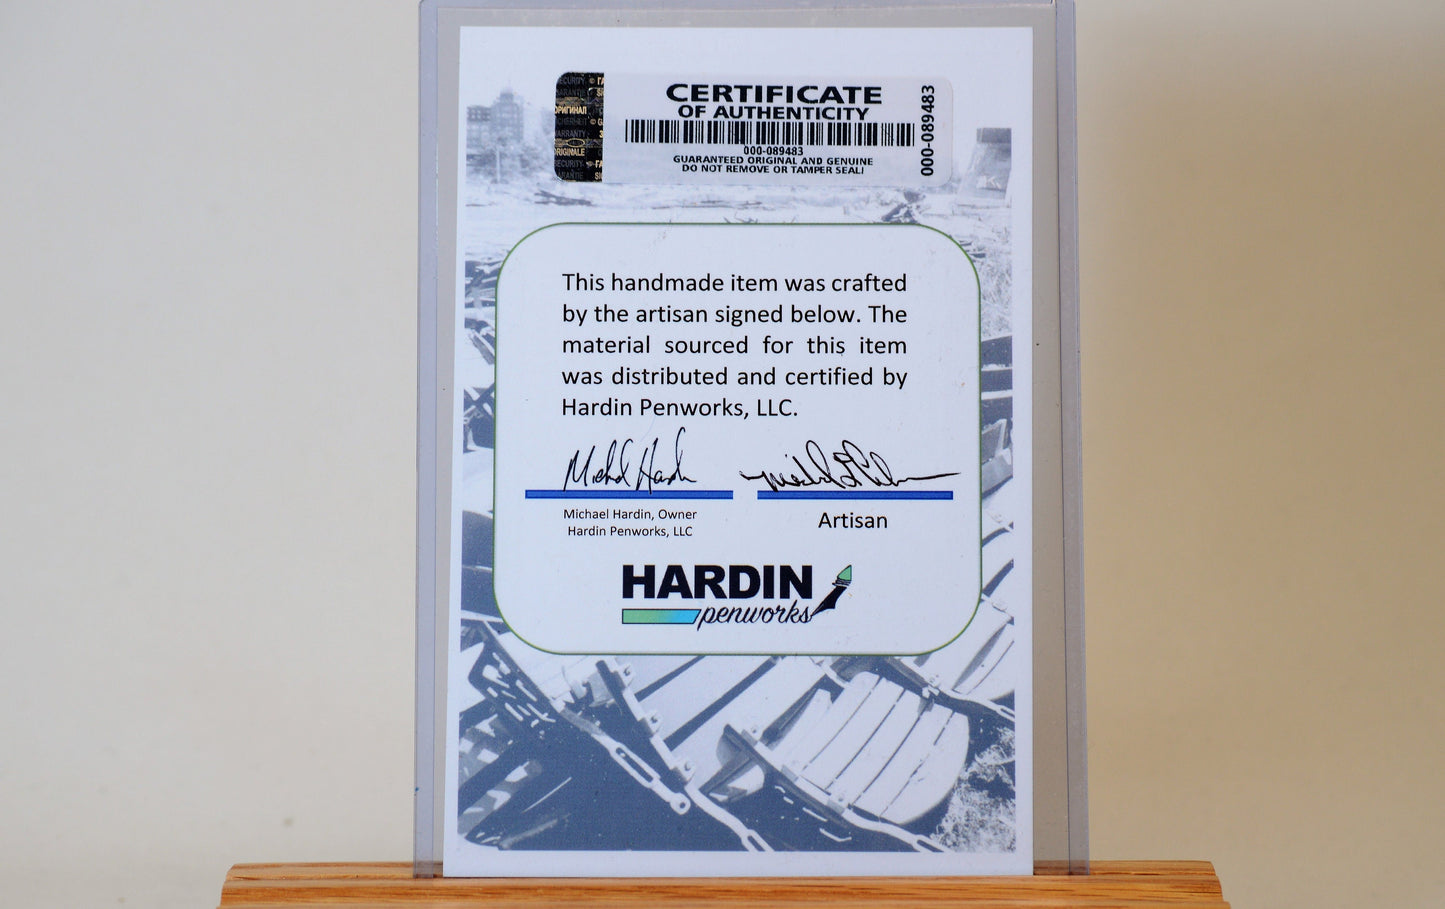 CERTIFICATE
OF AUTHENTICITY
000-089483
GUARANTEED ORIGINAL AND GENUINE
DO NOT REMOVE OR TAMPER SEAL!
000-089483
ОРИГИНАЛ
ORIGINALE
This handmade item was crafted
by the artisan signed below. The
material sourced for this item
was distributed and certified by
Hardin Penworks, LLC.
Michael Hardin, Owner
Hardin Penworks, LLC
Artisan
HARDIN
penworks